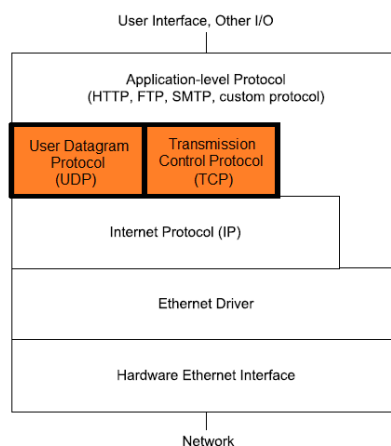 User Interface, Other I/O
Application-level Protocol
(HTTP, FTP, SMTP, custom protocol)
User Datagram
Protocol
(UDP)
Transmission
Control Protocol
(TCP)
Internet Protocol (IP)
Ethernet Driver
Hardware Ethernet Interface
Network